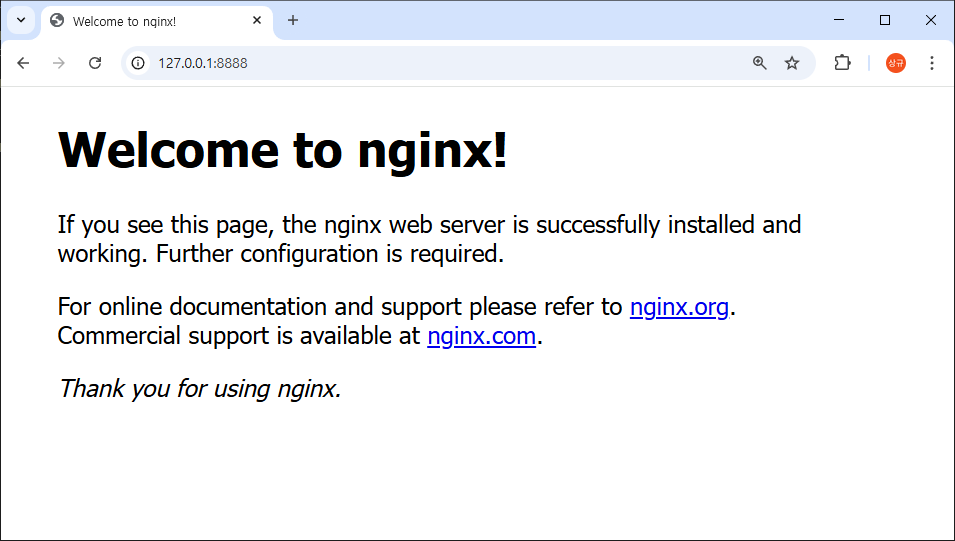 Welcome to nginx!
127.0.0.1:8888
상규
Welcome to nginx!
If you see this page, the nginx web server is successfully installed and
working. Further configuration is required.
For online documentation and support please refer to nginx.org.
Commercial support is available at nginx.com.
Thank you for using nginx.